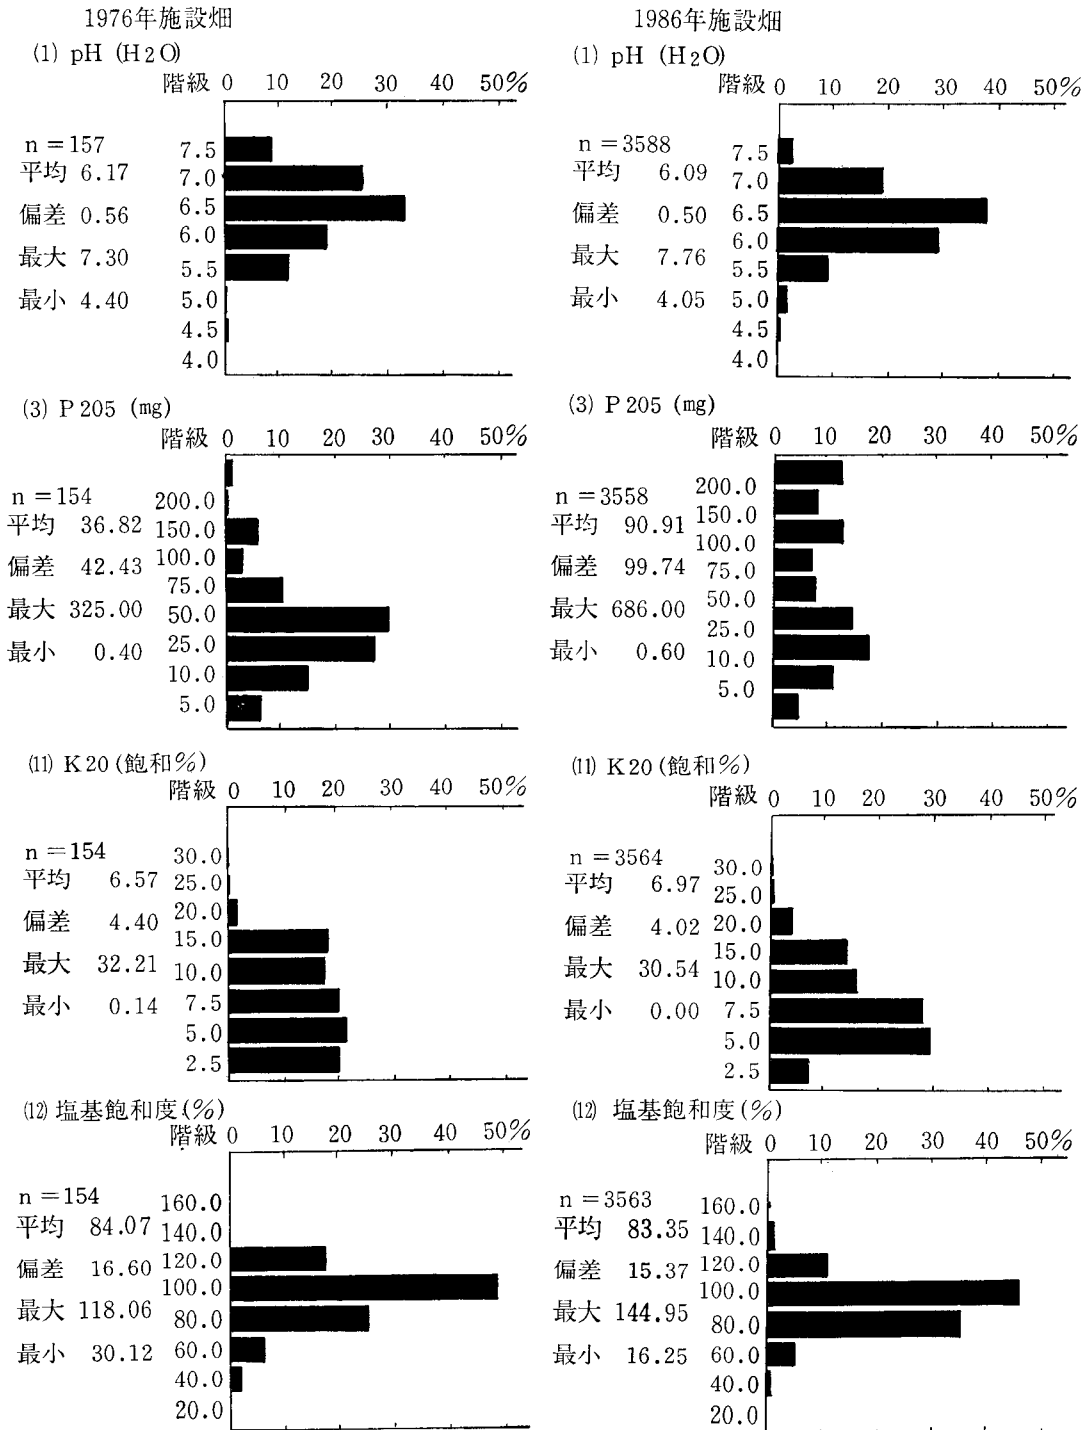 1976年施設畑
(1) pH (H2O)
階級 0 10 20 30 40 50%
n=157
平均 6.17
偏差 0.56
最大 7.30
最小 4.40
7.5
7.0
6.5
6.0
5.5
5.0
4.5
4.0
(3) P205 (mg)
階級 0 10 20 30 40 50%
n=154
平均 36.82
偏差 42.43
最大 325.00
最小 0.40
200.0
150.0
100.0
75.0
50.0
25.0
10.0
5.0
(11) K20(飽和%)
階級 0 10 20 30 40 50%
n=154
平均 6.57
偏差 4.40
最大 32.21
最小 0.14
30.0
25.0
20.0
15.0
10.0
7.5
5.0
2.5
(12) 塩基飽和度(%)
階級 0 10 20 30 40 50%
n=154
平均 84.07
偏差 16.60
最大 118.06
最小 30.12
160.0
140.0
120.0
100.0
80.0
60.0
40.0
20.0
1986年施設畑
(1) pH (H2O)
階級 0 10 20 30 40 50%
n=3588
平均 6.09
偏差 0.50
最大 7.76
最小 4.05
7.5
7.0
6.5
6.0
5.5
5.0
4.5
4.0
(3) P205 (mg)
階級 0 10 20 30 40 50%
n=3558
平均 90.91
偏差 99.74
最大 686.00
最小 0.60
200.0
150.0
100.0
75.0
50.0
25.0
10.0
5.0
(11) K20(飽和%)
階級 0 10 20 30 40 50%
n=3564
平均 6.97
偏差 4.02
最大 30.54
最小 0.00
30.0
25.0
20.0
15.0
10.0
7.5
5.0
2.5
(12) 塩基飽和度(%)
階級 0 10 20 30 40 50%
n=3563
平均 83.35
偏差 15.37
最大 144.95
最小 16.25
160.0
140.0
120.0
100.0
80.0
60.0
40.0
20.0